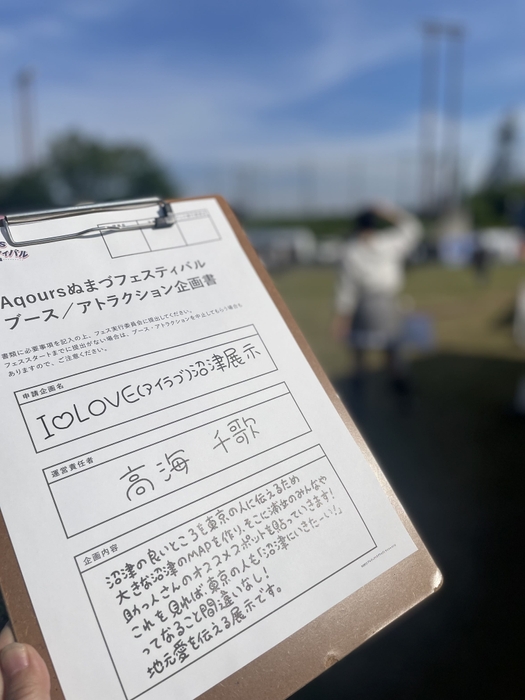 Aqoursぬまづフェスティバル
ブース／アトラクション企画書
書類に必要事項を記入の上、フェス実行委員会に提出してください。
フェススタートまでに提出がない場合は、ブース・アトラクションを中止してもらう場合も
ありますので、ご注意ください。
申請企画名
I♡LOVE(アイラブ)沼津展示
運営責任者
高海 千歌
企画内容
沼津の良いところを東京の人に伝えるため
大きな沼津のMAPを作り、そこに浦女のみんなや
助っ人さんのオススメスポットを貼っていきます!
これを見れば、東京の人も「沼津にいきたーい!」
ってなること間違いなし!
地元愛を伝える展示です。